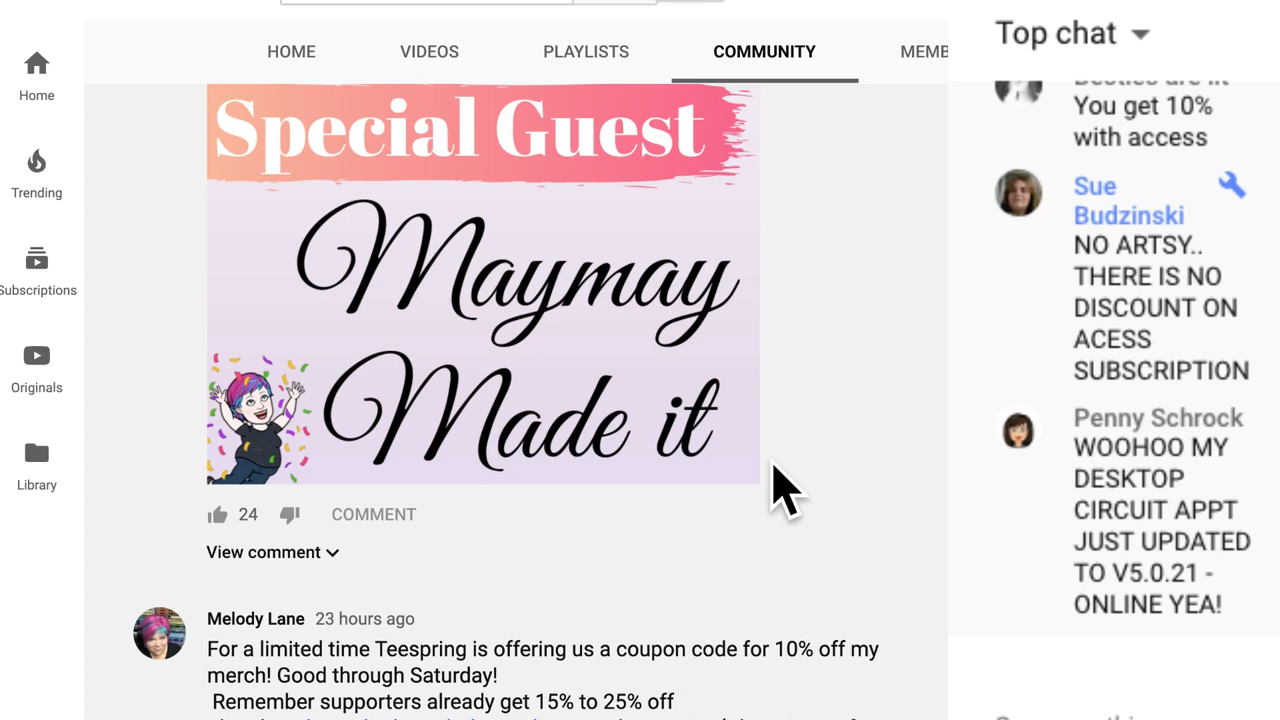 HOME VIDEOS PLAYLISTS COMMUNITY MEMB
Home
Trending
Subscriptions
Originals
Library
Special Guest
Maymay
Made it
24 COMMENT
View comment
Melody Lane 23 hours ago
For a limited time Teespring is offering us a coupon code for 10% off my
merch! Good through Saturday!
Remember supporters already get 15% to 25% off
Top chat
You get 10%
with access
Sue
Budzinski
NO ARTSY..
THERE IS NO
DISCOUNT ON
ACESS
SUBSCRIPTION
Penny Schrock
WOOHOO MY
DESKTOP
CIRCUIT APPT
JUST UPDATED
TO V5.0.21 -
ONLINE YEA!